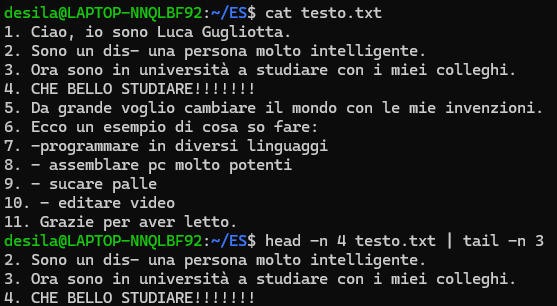 desila@LAPTOP-NNQLBF92:~/ES$ cat testo.txt
1. Ciao, io sono Luca Gugliotta.
2. Sono un dis- una persona molto intelligente.
3. Ora sono in università a studiare con i miei colleghi.
4. CHE BELLO STUDIARE!!!!!!!
5. Da grande voglio cambiare il mondo con le mie invenzioni.
6. Ecco un esempio di cosa so fare:
7. -programmare in diversi linguaggi
8. - assemblare pc molto potenti
9. - sucare palle
10. - editare video
11. Grazie per aver letto.
desila@LAPTOP-NNQLBF92:~/ES$ head -n 4 testo.txt | tail -n 3
2. Sono un dis- una persona molto intelligente.
3. Ora sono in università a studiare con i miei colleghi.
4. CHE BELLO STUDIARE!!!!!!!